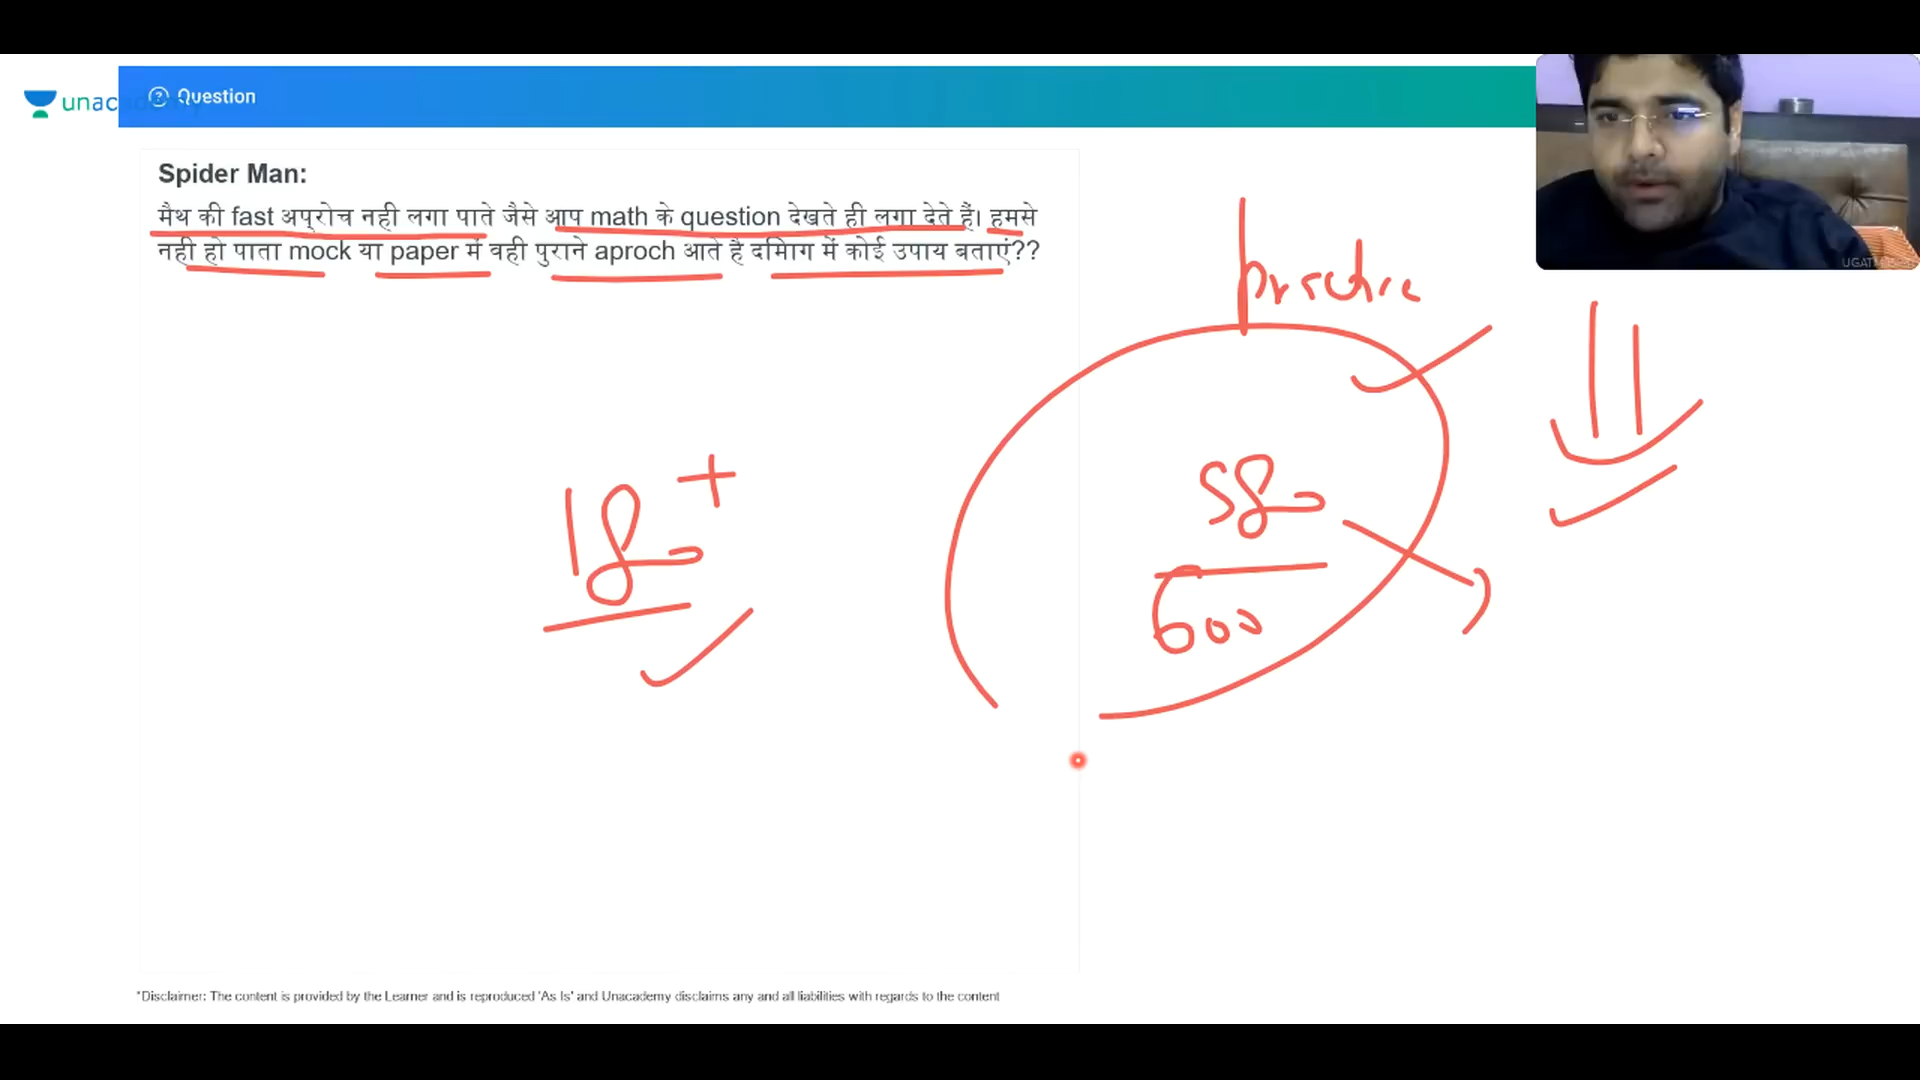 unacademy
? Question
Spider Man:
मैथ की fast अप्रोच नही लगा पाते जैसे आप math के question देखते ही लगा देते हैं। हमसे
नही हो पाता mock या paper में वही पुराने aproch आते है दमिाग में कोई उपाय बताएं??
practice
180+
580
600
*Disclaimer: The content is provided by the Learner and is reproduced 'As Is' and Unacademy disclaims any and all liabilities with regards to the content